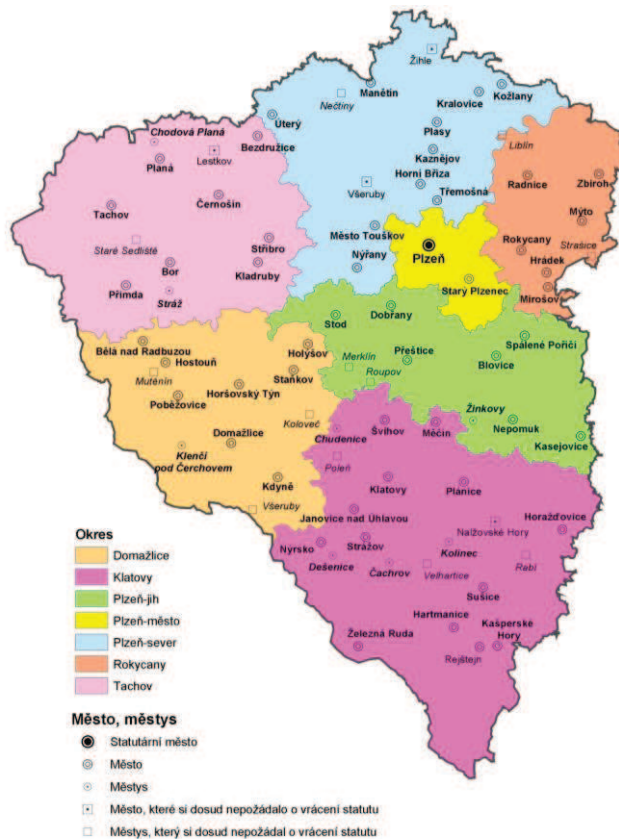 Žihle
Manětín
Nečtiny
Kožlany
Kralovice
Úterý
Chodová Planá
Bezdružice
Plasy
Lestkov
Liblín
Planá
Kaznějov
Horní Bříza
Radnice
Zbiroh
Všeruby
Třemošná
Tachov
Černošín
Mýto
Město Touškov
Staré Sedliště
Stříbro
Plzeň
Rokycany
Strašice
Bor
Kladruby
Nýřany
Hrádek
Starý Plzenec
Přimda
Stráž
Mirošov
Stod
Dobřany
Bělá nad Radbuzou
Holýšov
Spálené Poříčí
Hostouň
Merklín
Přeštice
Blovice
Mutěnín
Staňkov
Roupov
Horšovský Týn
Poběžovice
Koloveč
Žinkovy
Chudenice
Švihov
Měčín
Nepomuk
Kasejovice
Domažlice
Klenčí
pod Čerchovem
Poleň
Kdyně
Klatovy
Plánice
Všeruby
Janovice nad Úhlavou
Horažďovice
Nalžovské Hory
Nýrsko
Strážov
Kolinec
Dešenice
Čachrov
Velhartice
Rabí
Sušice
Hartmanice
Kašperské
Hory
Železná Ruda
Rejštejn
Okres
Domažlice
Klatovy
Plzeň-jih
Plzeň-město
Plzeň-sever
Rokycany
Tachov
Město, městys
Statutární město
Město
Městys
Město, které si dosud nepožádalo o vrácení statutu
Městys, který si dosud nepožádal o vrácení statutu